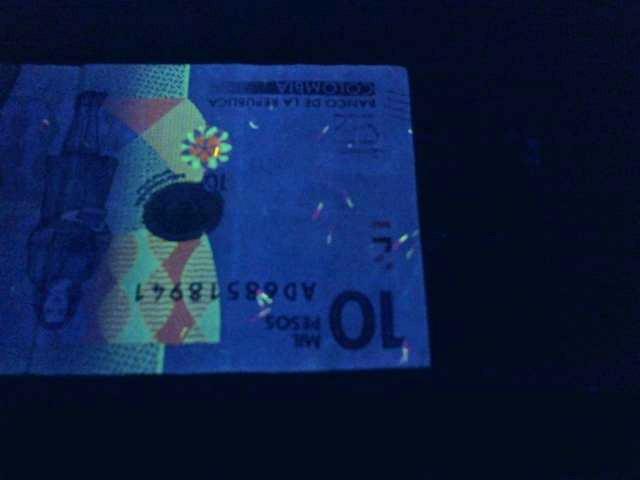 10 MIL
PESOS
AD68518941
10
BANCO DE LA REPÚBLICA
COLOMBIA